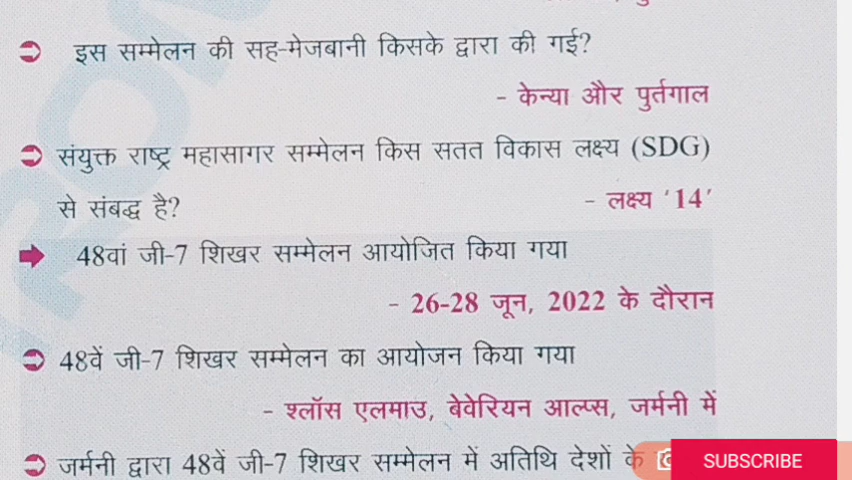 ⮊ इस सम्मेलन की सह-मेजबानी किसके द्वारा की गई?
- केन्या और पुर्तगाल
⮊ संयुक्त राष्ट्र महासागर सम्मेलन किस सतत विकास लक्ष्य (SDG)
से संबद्ध है? - लक्ष्य '14'
➡ 48वां जी-7 शिखर सम्मेलन आयोजित किया गया
- 26-28 जून, 2022 के दौरान
⮊ 48वें जी-7 शिखर सम्मेलन का आयोजन किया गया
- श्लॉस एलमाउ, बेवेरियन आल्प्स, जर्मनी में
⮊ जर्मनी द्वारा 48वें जी-7 शिखर सम्मेलन में अतिथि देशों के
SUBSCRIBE